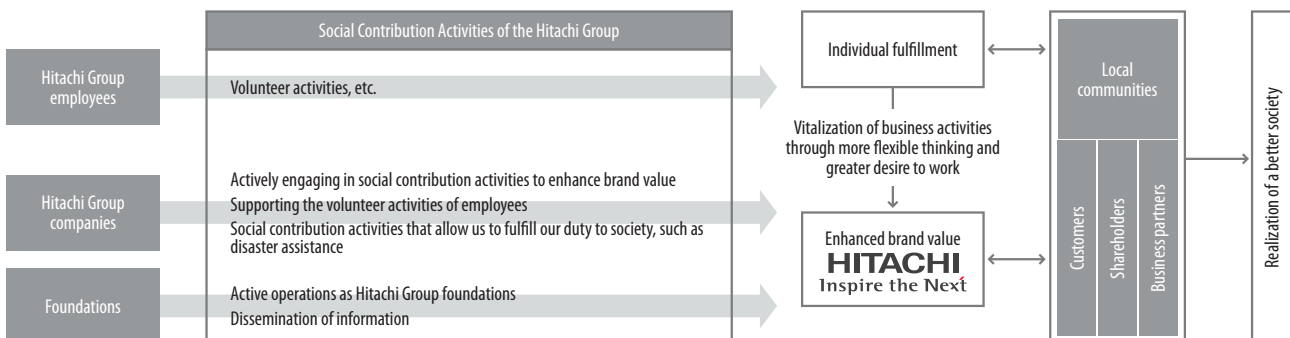 Social Contribution Activities of the Hitachi Group
Hitachi Group
employees
Volunteer activities, etc.
Hitachi Group
companies
Actively engaging in social contribution activities to enhance brand value
Supporting the volunteer activities of employees
Social contribution activities that allow us to fulfill our duty to society, such as
disaster assistance
Foundations
Active operations as Hitachi Group foundations
Dissemination of information
Individual fulfillment
Vitalization of business activities
through more flexible thinking and
greater desire to work
Enhanced brand value
HITACHI
Inspire the Next
Local
communities
Customers
Shareholders
Business partners
Realization of a better society